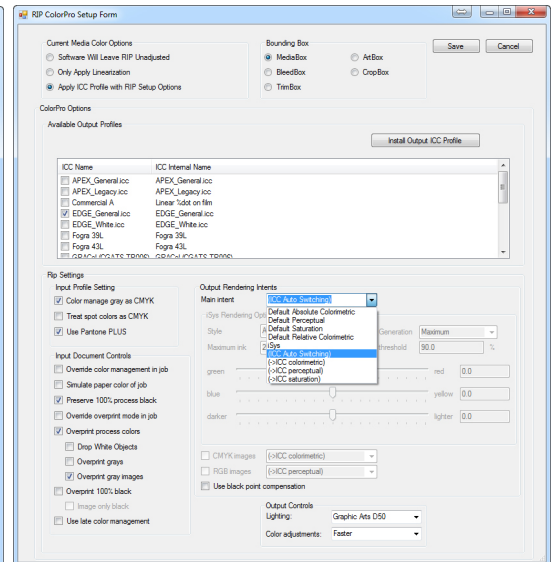 RIP ColorPro Setup Form
Current Media Color Options
Software Will Leave RIP Unadjusted
Only Apply Linearization
Apply ICC Profile with RIP Setup Options
Bounding Box
MediaBox ArtBox
BleedBox CropBox
TrimBox
Save Cancel
ColorPro Options
Available Output Profiles
Install Output ICC Profile
ICC Name ICC Internal Name
APEX_General.icc APEX_General.icc
APEX_Legacy.icc APEX_Legacy.icc
Commercial A Linear %dot on film
EDGE_General.icc EDGE_General.icc
EDGE_White.icc EDGE_White.icc
Fogra 39L Fogra 39L
Fogra 43L Fogra 43L
GRACoL(CGATS TR006) GRACoL(CGATS TR006)
Rip Settings
Input Profile Setting
Color manage gray as CMYK
Treat spot colors as CMYK
Use Pantone PLUS
Input Document Controls
Override color management in job
Simulate paper color of job
Preserve 100% process black
Override overprint mode in job
Overprint process colors
Drop White Objects
Overprint grays
Overprint gray images
Overprint 100% black
Image only black
Use late color management
Output Rendering Intents
Main intent (ICC Auto Switching)
Default Absolute Colorimetric
Default Perceptual
Default Saturation
Default Relative Colorimetric
iSys
(ICC Auto Switching)
(->ICC colorimetric)
(->ICC perceptual)
(->ICC saturation)
iSys Rendering Opti
Style A Generation Maximum
Maximum ink 2 threshold 90.0 %
green red 0.0
blue yellow 0.0
darker lighter 0.0
CMYK images (->ICC colorimetric)
RGB images (->ICC perceptual)
Use black point compensation
Output Controls
Lighting: Graphic Arts D50
Color adjustments: Faster